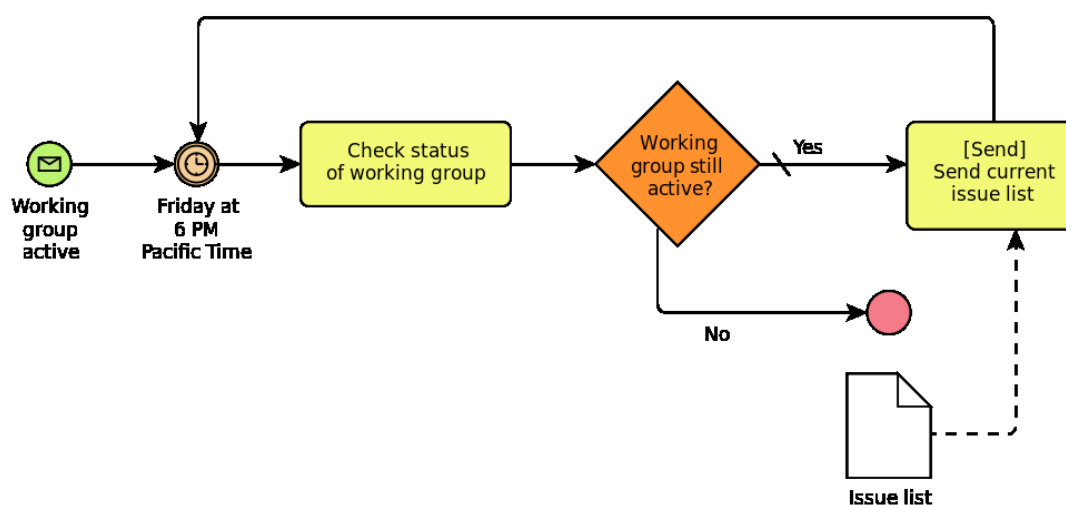 Working
group
active
Friday at
6 PM
Pacific Time
Check status
of working group
Working
group still
active?
Yes
[Send]
Send current
issue list
No
Issue list